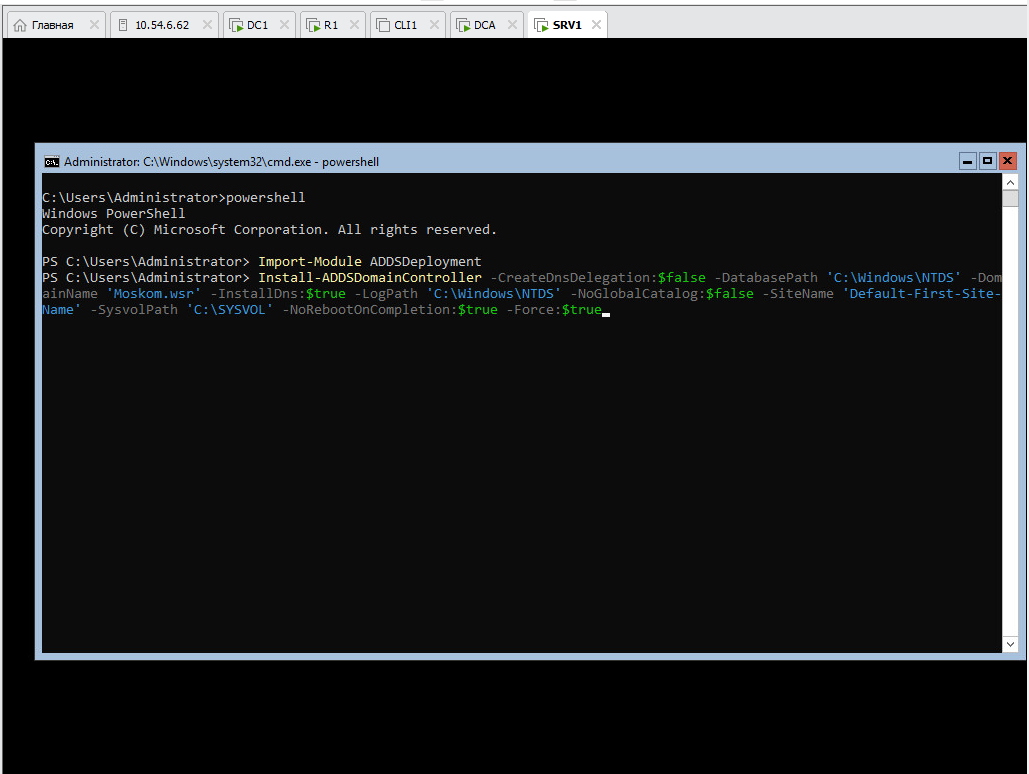 Главная 10.54.6.62 DC1 R1 CLI1 DCA SRV1
Administrator: C:\Windows\system32\cmd.exe - powershell
C:\Users\Administrator>powershell
Windows PowerShell
Copyright (C) Microsoft Corporation. All rights reserved.
PS C:\Users\Administrator> Import-Module ADDSDeployment
PS C:\Users\Administrator> Install-ADDSDomainController -CreateDnsDelegation:$false -DatabasePath 'C:\Windows\NTDS' -Dom
ainName 'Moskom.wsr' -InstallDns:$true -LogPath 'C:\Windows\NTDS' -NoGlobalCatalog:$false -SiteName 'Default-First-Site-
Name' -SysvolPath 'C:\SYSVOL' -NoRebootOnCompletion:$true -Force:$true